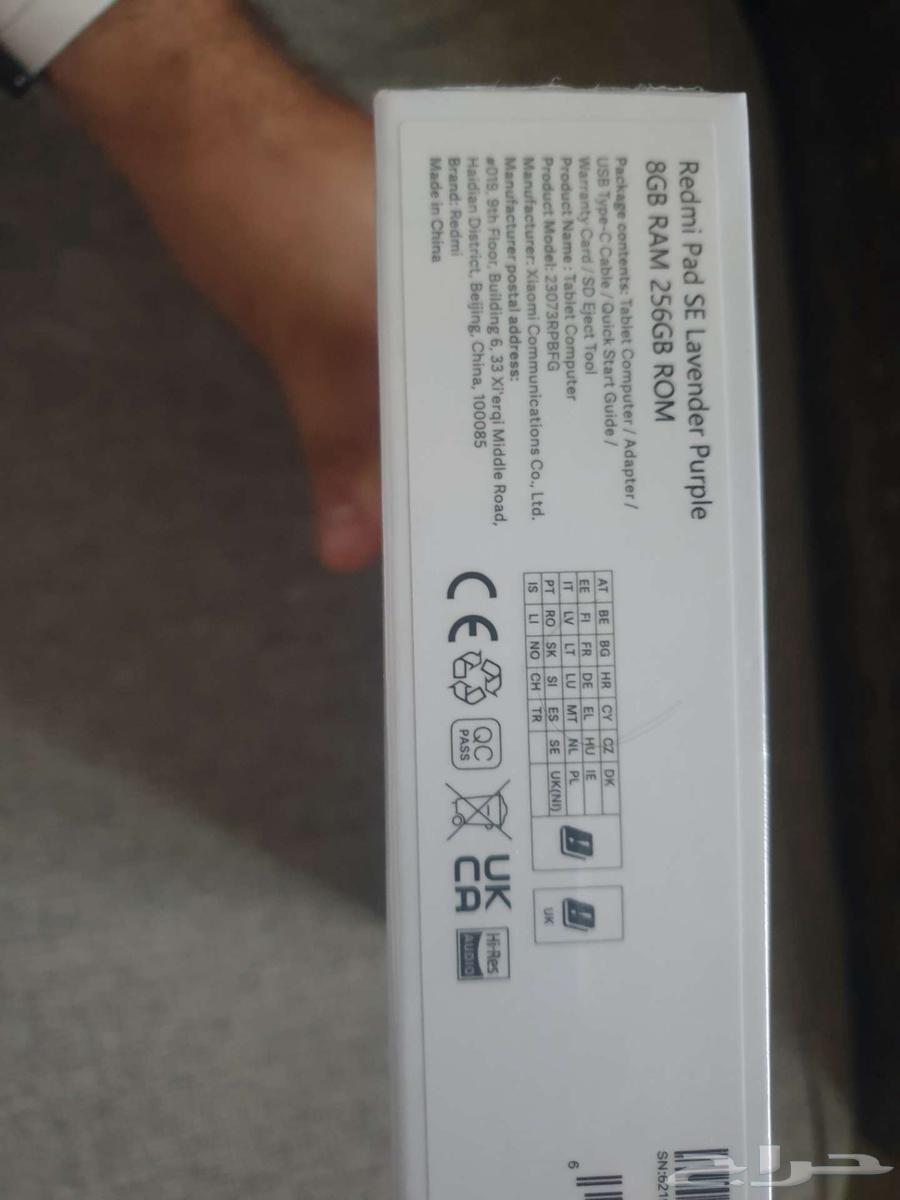 Redmi Pad SE Lavender Purple
8GB RAM 256GB ROM
Package contents: Tablet Computer / Adapter /
USB Type-C Cable / Quick Start Guide /
Warranty Card / SD Eject Tool
Product Name : Tablet Computer
Product Model: 23073RPBFG
Manufacturer: Xiaomi Communications Co., Ltd.
Manufacturer postal address:
#019, 9th Floor, Building 6, 33 Xi'erqi Middle Road,
Haidian District, Beijing, China, 100085
Brand: Redmi
Made in China
AT BE BG HR CY CZ DK
EE FI FR DE EL HU IE
IT LV LT LU MT NL PL
PT RO SK SI ES SE UK(NI)
IS LI NO CH TR
UK
CE
QC
PASS
UK
CA
Hi-Res
AUDIO
SN:621
6
حراج